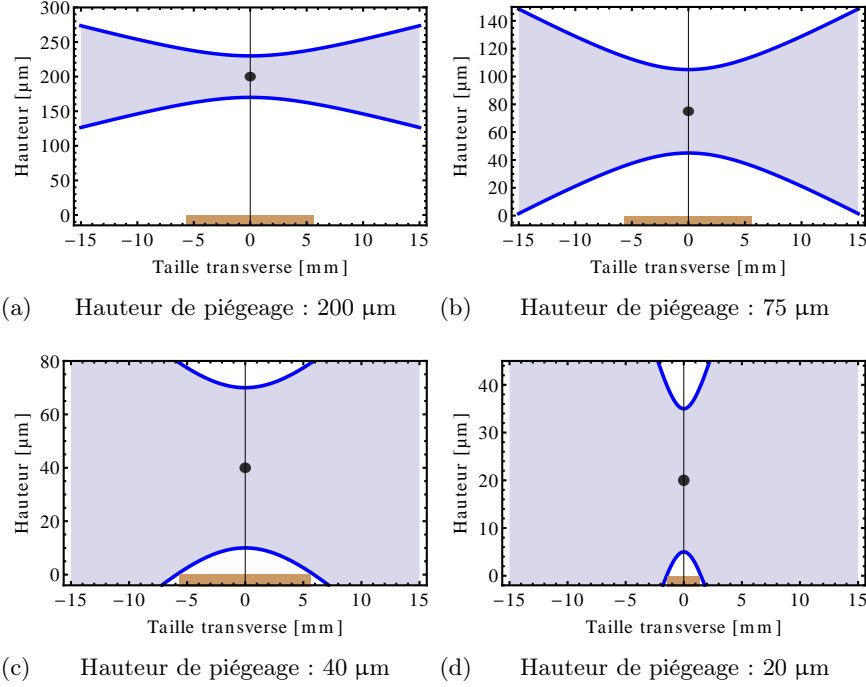 300
250
200
150
100
50
0
Hauteur [µm]
−15 −10 −5 0 5 10 15
Taille transverse [mm]
(a) Hauteur de piégeage : 200 µm
140
120
100
80
60
40
20
0
Hauteur [µm]
−15 −10 −5 0 5 10 15
Taille transverse [mm]
(b) Hauteur de piégeage : 75 µm
80
60
40
20
0
Hauteur [µm]
−15 −10 −5 0 5 10 15
Taille transverse [mm]
(c) Hauteur de piégeage : 40 µm
40
30
20
10
0
Hauteur [µm]
−15 −10 −5 0 5 10 15
Taille transverse [mm]
(d) Hauteur de piégeage : 20 µm